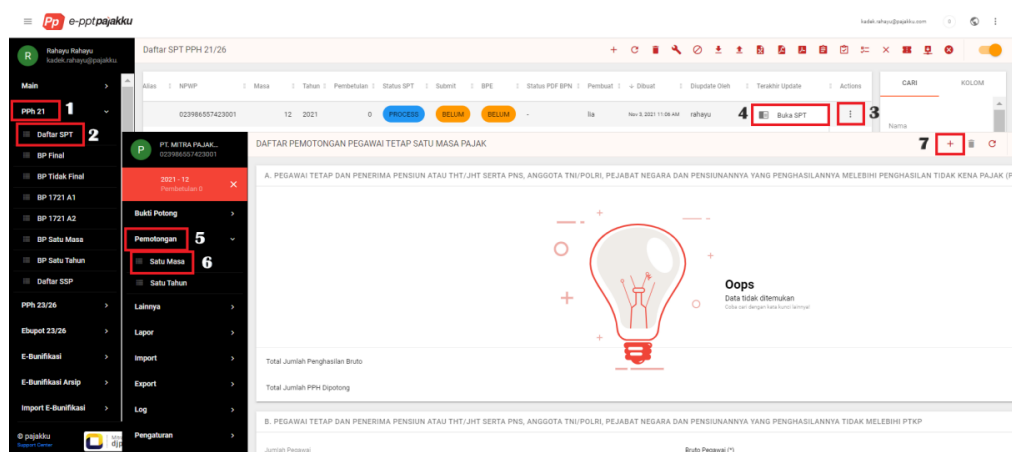 Pp e-pptpajakku
kadek.rahayu@pajakku.com
R Rahayu Rahayu
kadek.rahayu@pajakku.
Daftar SPT PPH 21/26
Main
PPh 21 1
Daftar SPT 2
BP Final
BP Tidak Final
BP 1721 A1
BP 1721 A2
BP Satu Masa
BP Satu Tahun
Daftar SSP
PPh 23/26
Ebupot 23/26
E-Bunifikasi
E-Bunifikasi Arsip
Import E-Bunifikasi
© pajakku
Support Center
djp
Alias NPWP Masa Tahun Pembetulan Status SPT Submit BPE Status PDF BPN Pembuat Dibuat Diupdate Oleh Terakhir Update Actions
023986557423001 12 2021 0 PROCESS BELUM BELUM - lia Nov 3, 2021 11:06 AM rahayu 4 Buka SPT 3
CARI KOLOM
Nama
P PT. MITRA PAJAK...
023986557423001
2021 - 12
Pembetulan 0
Bukti Potong
Pemotongan 5
Satu Masa 6
Satu Tahun
Lainnya
Lapor
Import
Export
Log
Pengaturan
DAFTAR PEMOTONGAN PEGAWAI TETAP SATU MASA PAJAK
7
A. PEGAWAI TETAP DAN PENERIMA PENSIUN ATAU THT/JHT SERTA PNS, ANGGOTA TNI/POLRI, PEJABAT NEGARA DAN PENSIUNANNYA YANG PENGHASILANNYA MELEBIHI PENGHASILAN TIDAK KENA PAJAK (P
Oops
Data tidak ditemukan
Coba cari dengan kata kunci lainnya!
Total Jumlah Penghasilan Bruto
Total Jumlah PPH Dipotong
B. PEGAWAI TETAP DAN PENERIMA PENSIUN ATAU THT/JHT SERTA PNS, ANGGOTA TNI/POLRI, PEJABAT NEGARA DAN PENSIUNANNYA YANG PENGHASILANNYA TIDAK MELEBIHI PTKP
Jumlah Pegawai
Bruto Pegawai (*)